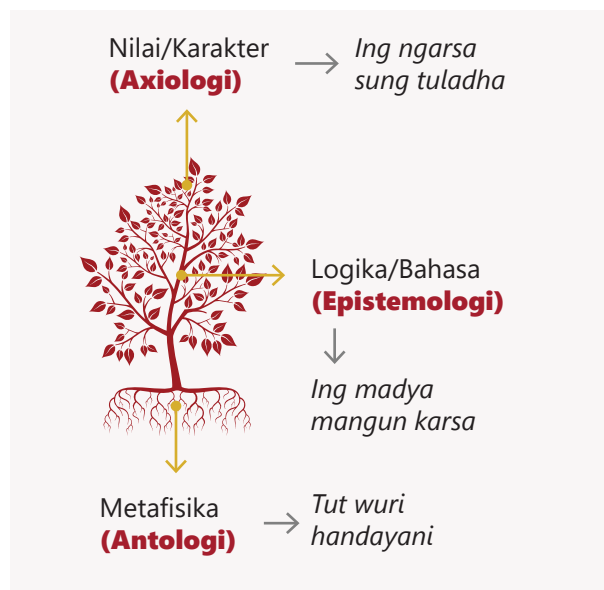 Nilai/Karakter
(Axiologi)
Ing ngarsa
sung tuladha
Logika/Bahasa
(Epistemologi)
Ing madya
mangun karsa
Metafisika
(Antologi)
Tut wuri
handayani